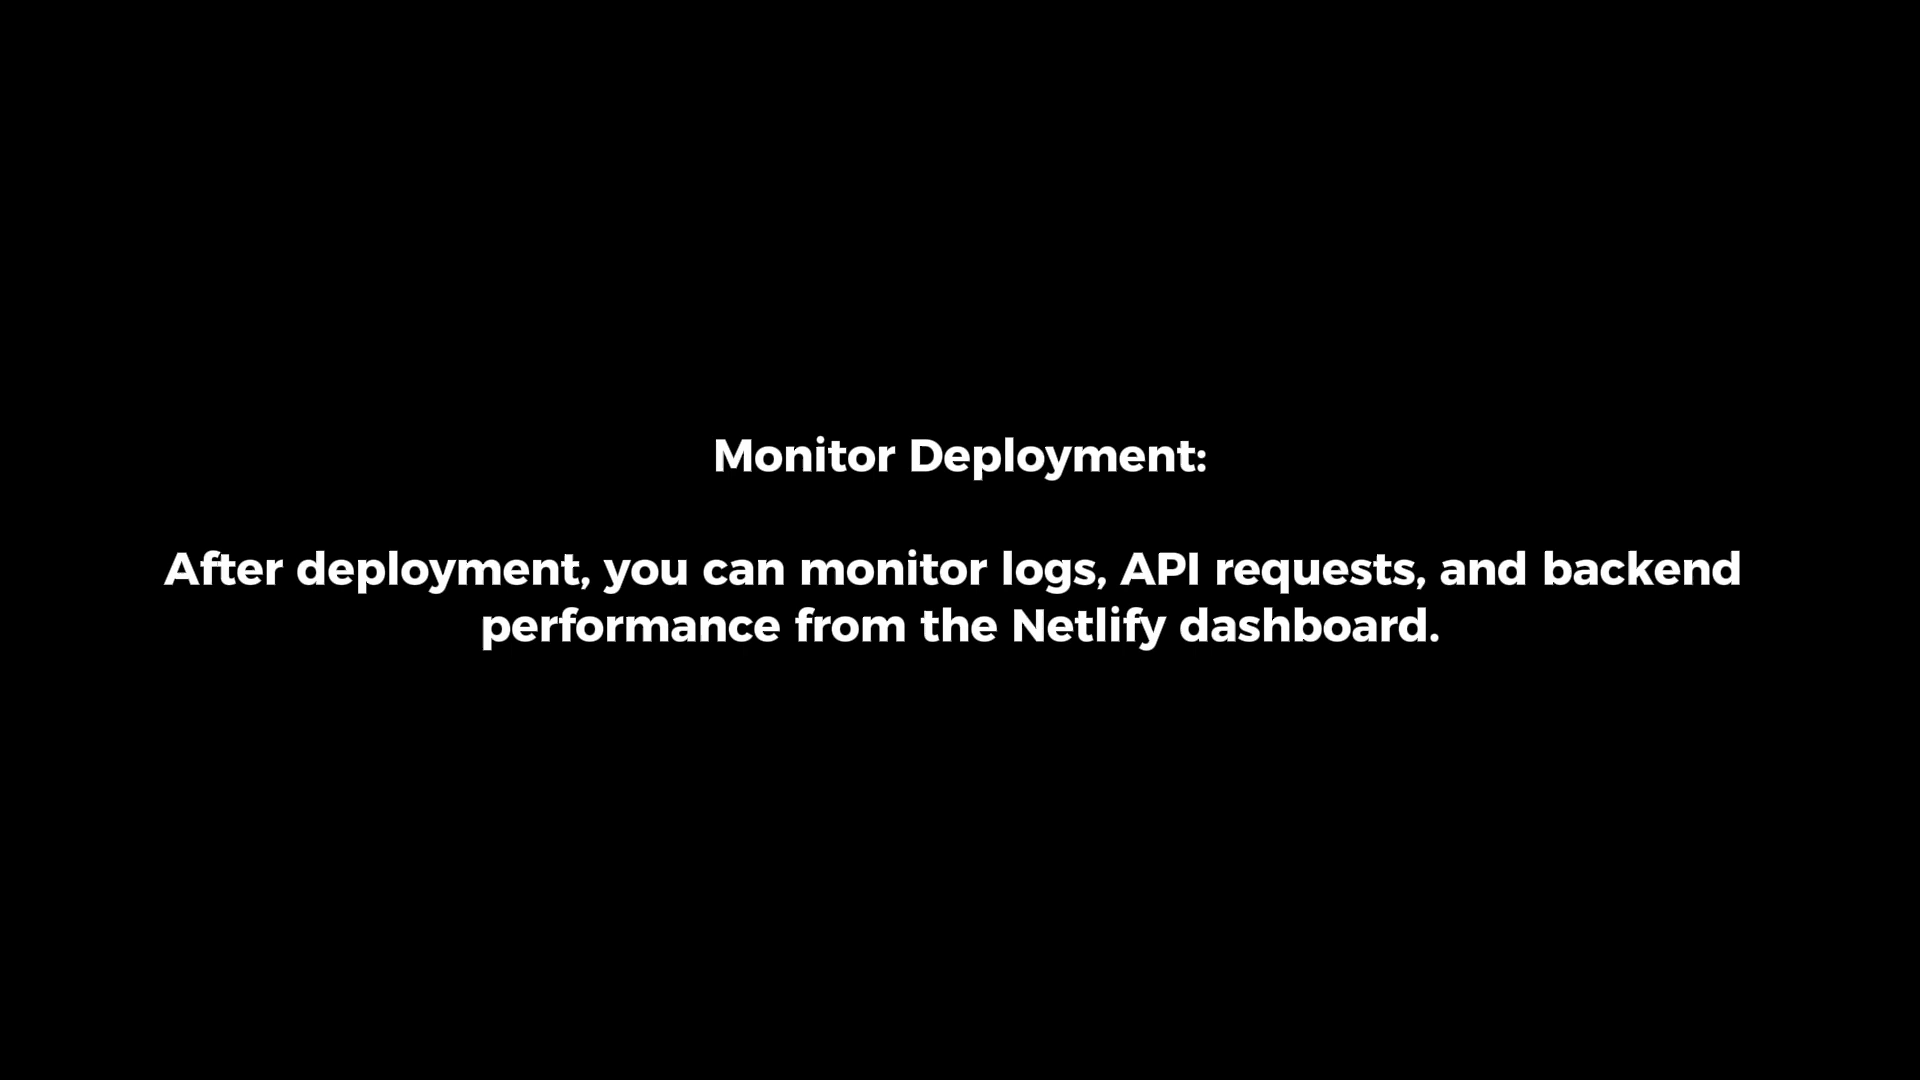 Monitor Deployment:
After deployment, you can monitor logs, API requests, and backend
performance from the Netlify dashboard.